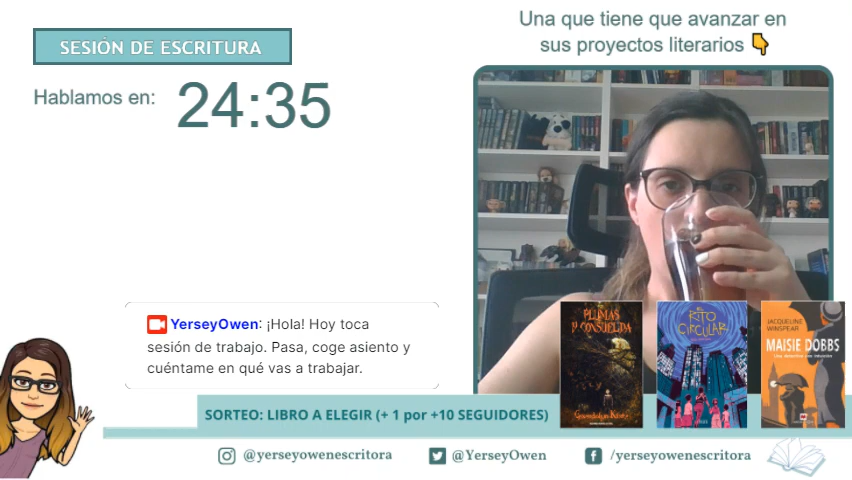 SESIÓN DE ESCRITURA
Hablamos en:
24:35
Una que tiene que avanzar en
sus proyectos literarios 👇
YerseyOwen: ¡Hola! Hoy toca
sesión de trabajo. Pasa, coge asiento y
cuéntame en qué vas a trabajar.
PLUMAS
Y CONSUELDA
EL
RITO
CIRCULAR
JACQUELINE
WINSPEAR
MAISIE DOBBS
SORTEO: LIBRO A ELEGIR (+ 1 por +10 SEGUIDORES)
@yerseyowenescritora
@YerseyOwen
/yerseyowenescritora